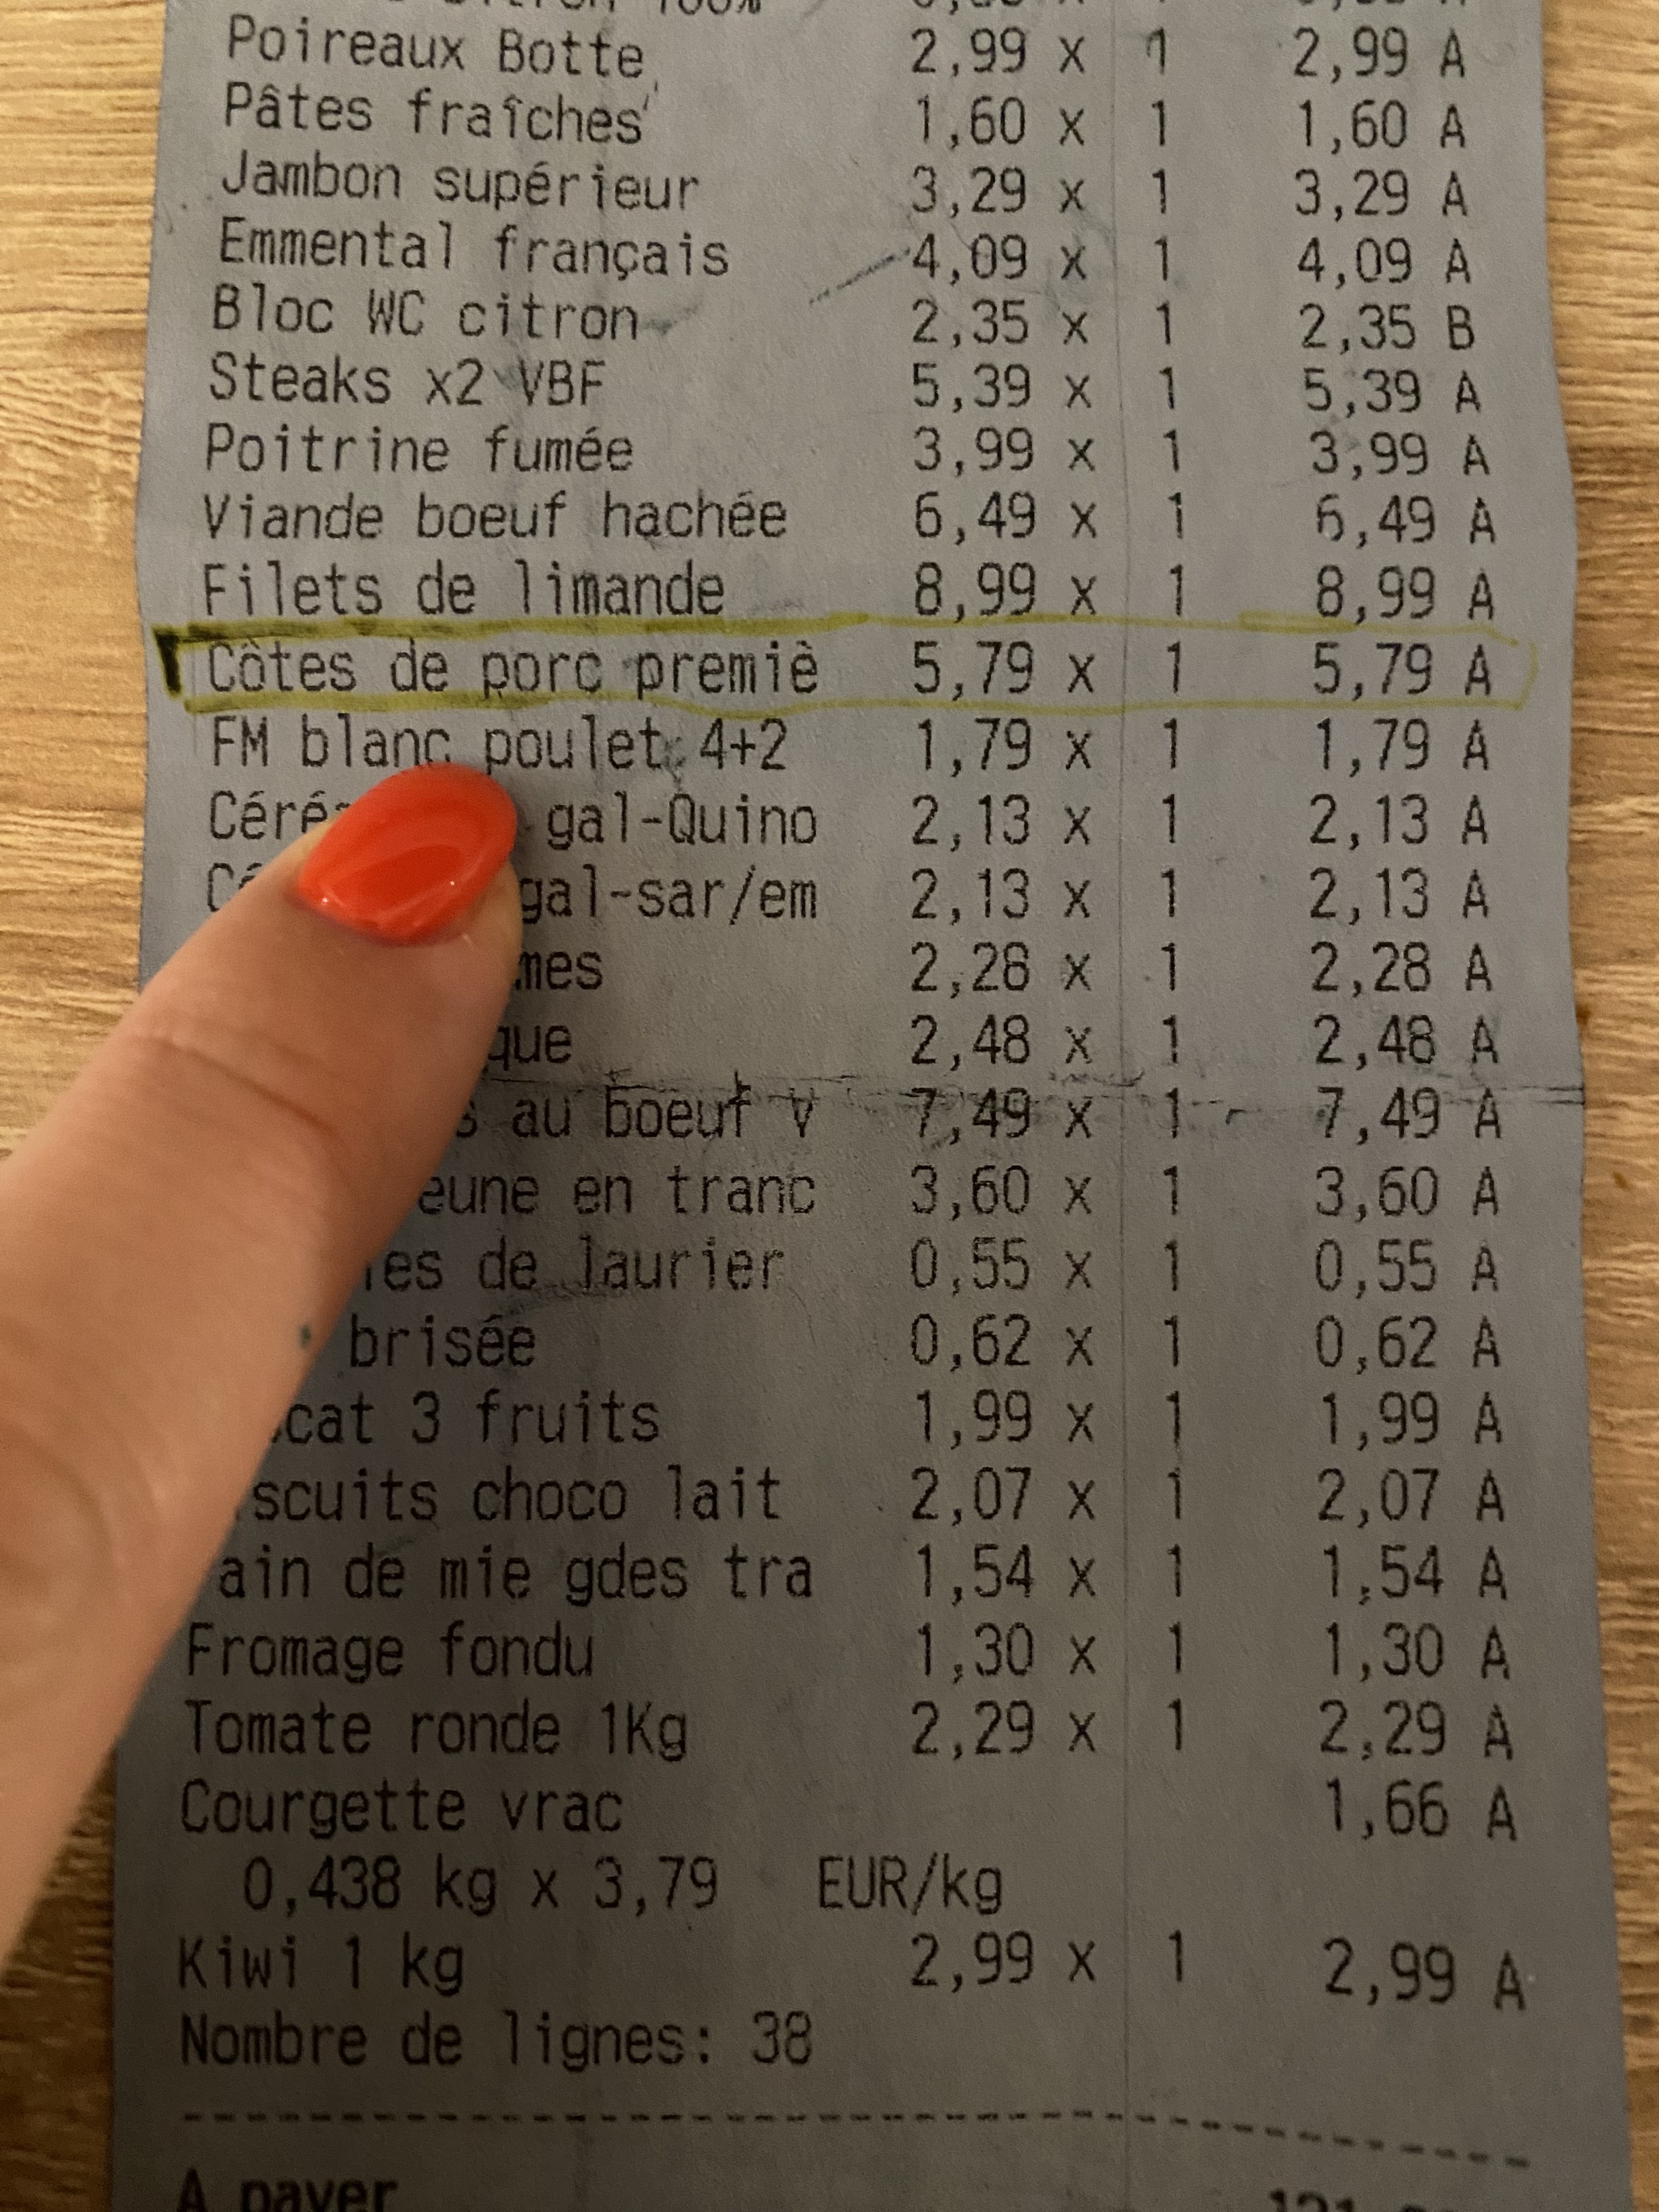 Poireaux Botte 2,99 x 1 2,99 A
Pâtes fraîches 1,60 x 1 1,60 A
Jambon supérieur 3,29 x 1 3,29 A
Emmental français 4,09 x 1 4,09 A
Bloc WC citron 2,35 x 1 2,35 B
Steaks x2 VBF 5,39 x 1 5,39 A
Poitrine fumée 3,99 x 1 3,99 A
Viande boeuf hachée 6,49 x 1 6,49 A
Filets de limande 8,99 x 1 8,99 A
Côtes de porc premiè 5,79 x 1 5,79 A
FM blanc poulet 4+2 1,79 x 1 1,79 A
gal-Quino 2,13 x 1 2,13 A
gal-sar/em 2,13 x 1 2,13 A
2,28 x 1 2,28 A
2,48 x 1 2,48 A
au boeuf v 7,49 x 1 7,49 A
en tranc 3,60 x 1 3,60 A
de laurier 0,55 x 1 0,55 A
brisée 0,62 x 1 0,62 A
3 fruits 1,99 x 1 1,99 A
choco lait 2,07 x 1 2,07 A
de mie gdes tra 1,54 x 1 1,54 A
Fromage fondu 1,30 x 1 1,30 A
Tomate ronde 1Kg 2,29 x 1 2,29 A
Courgette vrac 1,66 A
0,438 kg x 3,79 EUR/kg
Kiwi 1 kg 2,99 x 1 2,99 A
Nombre de lignes: 38
A payer